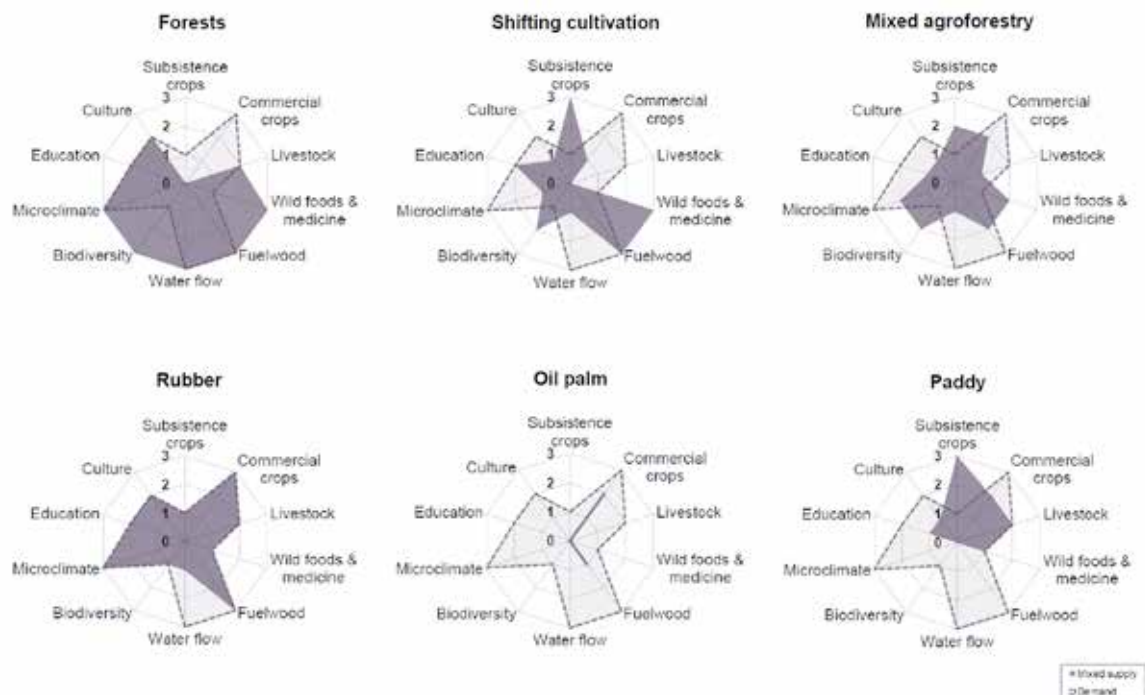 Forests
Subsistence
crops
Commercial
crops
Livestock
Wild foods &
medicine
Fuelwood
Water flow
Biodiversity
Microclimate
Education
Culture
3
2
1
0
Shifting cultivation
Subsistence
crops
Commercial
crops
Livestock
Wild foods &
medicine
Fuelwood
Water flow
Biodiversity
Microclimate
Education
Culture
3
2
1
0
Mixed agroforestry
Subsistence
crops
Commercial
crops
Livestock
Wild foods &
medicine
Fuelwood
Water flow
Biodiversity
Microclimate
Education
Culture
3
2
1
0
Rubber
Subsistence
crops
Commercial
crops
Livestock
Wild foods &
medicine
Fuelwood
Water flow
Biodiversity
Microclimate
Education
Culture
3
2
1
0
Oil palm
Subsistence
crops
Commercial
crops
Livestock
Wild foods &
medicine
Fuelwood
Water flow
Biodiversity
Microclimate
Education
Culture
3
2
1
0
Paddy
Subsistence
crops
Commercial
crops
Livestock
Wild foods &
medicine
Fuelwood
Water flow
Biodiversity
Microclimate
Education
Culture
3
2
1
0
Mixed supply
Demand